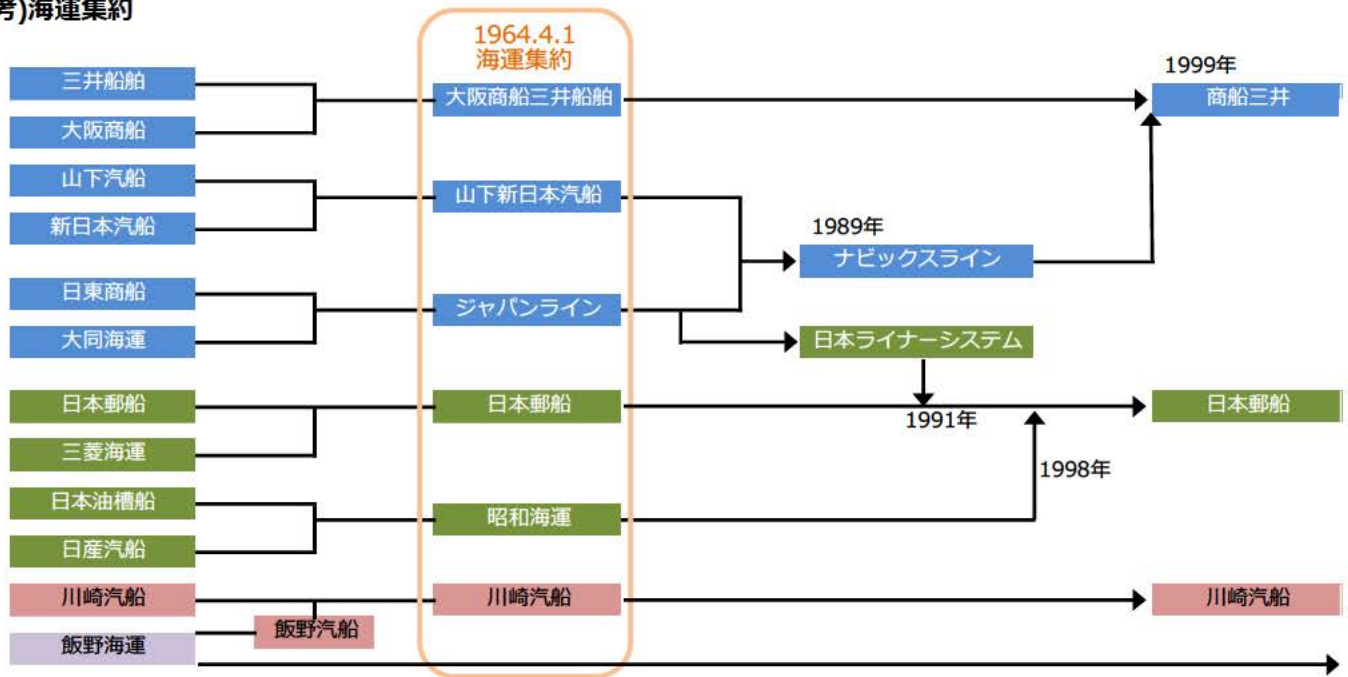 考)海運集約
1964.4.1
海運集約
1999年
三井船舶
大阪商船三井船舶
商船三井
大阪商船
山下汽船
山下新日本汽船
新日本汽船
1989年
ナビックスライン
日東商船
ジャパンライン
大同海運
日本ライナーシステム
日本郵船
日本郵船
日本郵船
1991年
三菱海運
1998年
日本油槽船
昭和海運
日産汽船
川崎汽船
川崎汽船
川崎汽船
飯野汽船
飯野海運